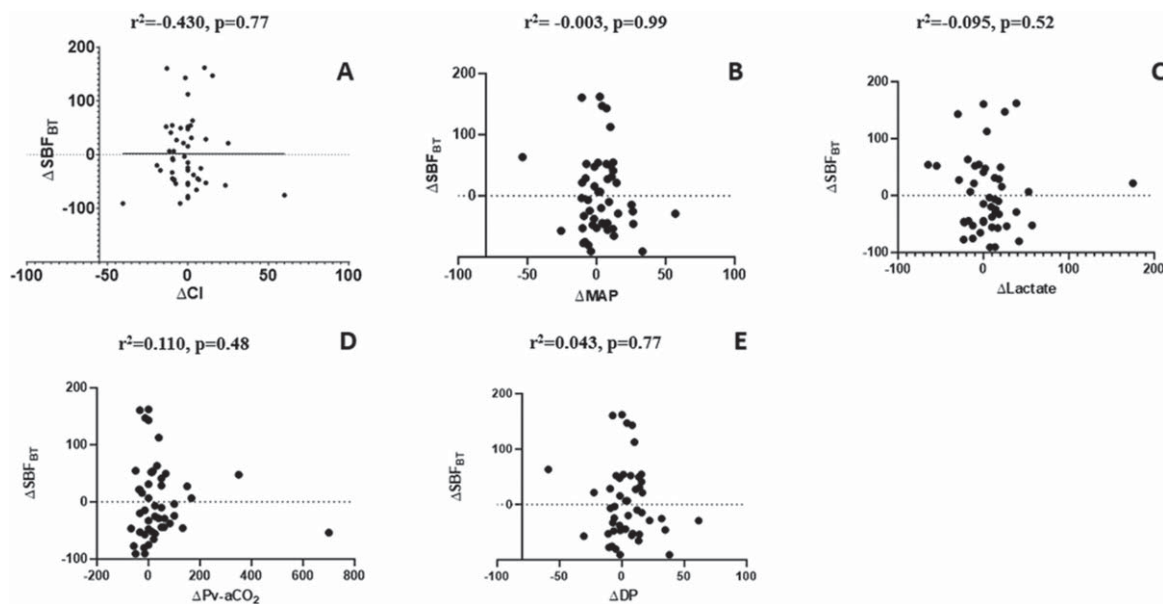 r²=-0.430, p=0.77
A
ΔSBF_BT
200
100
0
-100
-100
-50
0
50
100
ΔCI
r²= -0.003, p=0.99
B
ΔSBF_BT
200
100
0
-100
-100
-50
0
50
100
ΔMAP
r²=-0.095, p=0.52
C
ΔSBF_BT
200
100
0
-100
-100
0
100
200
ΔLactate
r²=0.110, p=0.48
D
ΔSBF_BT
200
100
0
-100
-200
0
200
400
600
800
ΔPv-aCO₂
r²=0.043, p=0.77
E
ΔSBF_BT
200
100
0
-100
-100
-50
0
50
100
ΔDP